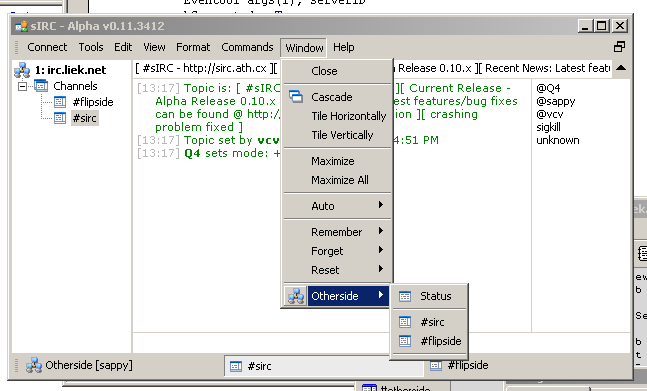 EventCool args(1), serverID
sIRC - Alpha v0.11.3412
Connect Tools Edit View Format Commands Window Help
1: irc.liek.net
Channels
#flipside
#sirc
[ #sIRC - http://sirc.ath.cx ][
Release 0.10.x ][ Recent News: Latest featu
[13:17] Topic is: [ #sIRC
][ Current Release -
Alpha Release 0.10.x
est features/bug fixes
can be found @ http:/
ion ][ crashing
problem fixed ]
[13:17] Topic set by vcv
4:51 PM
[13:17] Q4 sets mode: +
@Q4
@sappy
@vcv
sigkill
unknown
Close
Cascade
Tile Horizontally
Tile Vertically
Maximize
Maximize All
Auto
Remember
Forget
Reset
Otherside
Status
#sirc
#flipside
Otherside [sappy]
#sirc
#flipside
#otherside